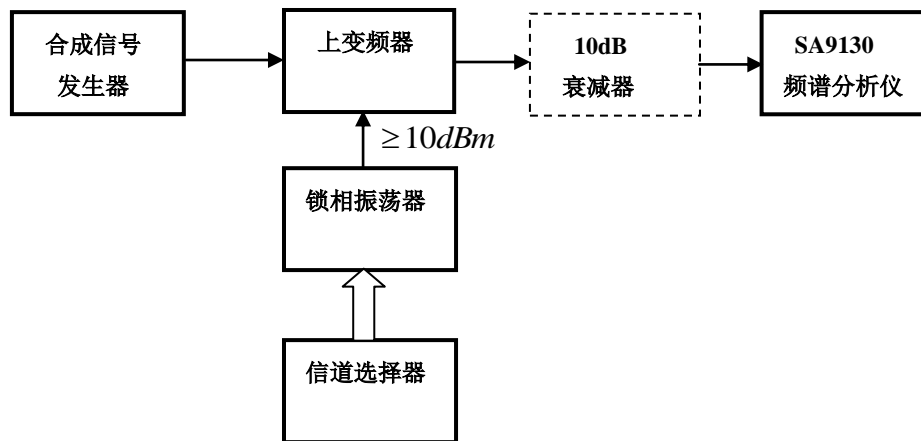 合成信号
发生器
上变频器
10dB
衰减器
SA9130
频谱分析仪
≥10dBm
锁相振荡器
信道选择器